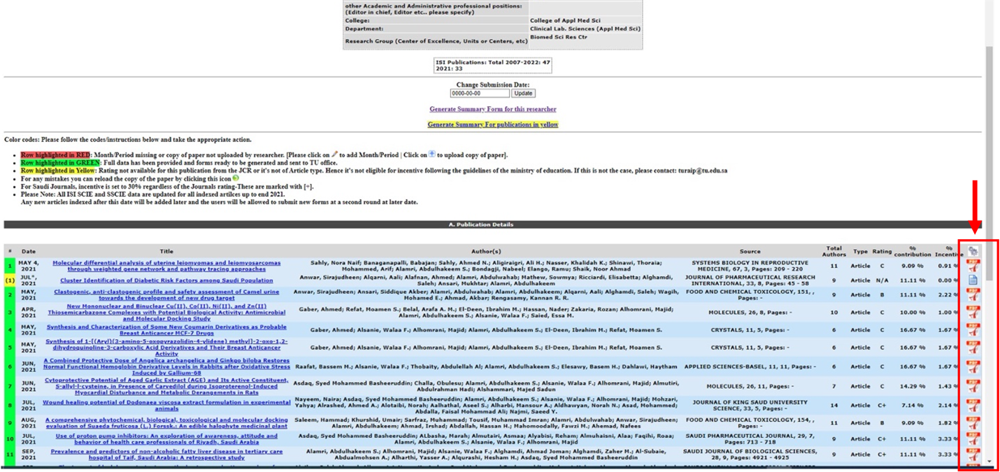 other Academic and Administrative professional positions:
(Editor in chief, Editor etc.. please specify)
College: College of Appl Med Sci
Department: Clinical Lab. Sciences (Appl Med Sci)
Research Group (Center of Excellence, Units or Centers, etc) Biomed Sci Res Ctr
ISI Publications: Total 2007-2022: 47
2021: 33
Change Submission Date:
0000-00-00 Update
Generate Summary Form for this researcher
Generate Summary For publications in yellow
Color codes: Please follow the codes/instructions below and take the appropriate action.
• Row highlighted in RED: Month/Period missing or copy of paper not uploaded by researcher. [Please click on to add Month/Period | Click on to upload copy of paper].
• Row highlighted in GREEN: Full data has been provided and forms ready to be generated and sent to TU office.
• Row highlighted in Yellow: Rating not available for this publication from the JCR or it's not of Article type. Hence it's not eligible for incentive following the guidelines of the ministry of education. If this is not the case, please contact: turaip@tu.edu.sa
• For any mistakes you can reload the copy of the paper by clicking this icon
• For Saudi Journals, incentive is set to 30% regardless of the Journals rating-These are marked with [+].
• Please Note: All ISI SCIE and SSCIE data are updated for all indexed artilces up to end 2021.
Any new articles indexed after this date will be added later and the users will be allowed to submit new forms at a second round at later date.
A. Publication Details
# Date Title Author(s) Source Total Authors Type Rating % contribution % Incentive
1 MAY 4, 2021 Molecular differential analysis of uterine leiomyomas and leiomyosarcomas through weighted gene network and pathway tracing approaches Sahly, Nora Naif; Banaganapalli, Babajan; Sahly, Ahmed N.; Aligiraigri, Ali H.; Nasser, Khalidah K.; Shinawi, Thoraia; Mohammed, Arif; Alamri, Abdulhakeem S.; Bondagji, Nabeel; Elango, Ramu; Shaik, Noor Ahmad SYSTEMS BIOLOGY IN REPRODUCTIVE MEDICINE, 67, 3, Pages: 209 - 220 11 Article C 9.09 % 0.91 %
(1) JUL*, 2021 Cluster Identification of Diabetic Risk Factors among Saudi Population Anwar, Sirajudheen; Alqarni, Aali; Alafnan, Ahmed; Alamri, Abdulwahab; Mathew, Sowmya; Ricciardi, Elisabetta; Alghamdi, Saleh; Ansari, Mukhtar; Alamri, Abdulhakeem JOURNAL OF PHARMACEUTICAL RESEARCH INTERNATIONAL, 33, 8, Pages: 45 - 58 9 Article N/A 11.11 % 0.00 %
2 Clastogenic, anti-clastogenic profile and safety assessment of Camel urine towards the development of new drug target Anwar, Sirajudheen; Ansari, Siddique Akber; Alamri, Abdulwahab; Alamri, Abdulhakeem; Alqarni, Aali; Alghamdi, Saleh; Wagih, Mohamed E.; Ahmad, Akbar; Rengasamy, Kannan R. R. FOOD AND CHEMICAL TOXICOLOGY, 151, , Pages: - 9 Article B 11.11 % 2.22 %
3 APR, 2021 New Mononuclear and Binuclear Cu(II), Co(II), Ni(II), and Zn(II) Thiosemicarbazone Complexes with Potential Biological Activity: Antimicrobial and Molecular Docking Study Gaber, Ahmed; Refat, Moamen S.; Belal, Arafa A. M.; El-Deen, Ibrahim M.; Hassan, Nader; Zakaria, Rozan; Alhomrani, Majid; Alamri, Abdulhakeem S.; Alsanie, Walaa F.; Saied, Essa M. MOLECULES, 26, 8, Pages: - 10 Article C 10.00 % 1.00 %
4 MAY, 2021 Synthesis and Characterization of Some New Coumarin Derivatives as Probable Breast Anticancer MCF-7 Drugs Gaber, Ahmed; Alsanie, Walaa F.; Alhomrani, Majid; Alamri, Abdulhakeem S.; El-Deen, Ibrahim M.; Refat, Moamen S. CRYSTALS, 11, 5, Pages: - 6 Article C 16.67 % 1.67 %
5 MAY, 2021 Synthesis of 1-[(Aryl)(3-amino-5-oxopyrazolidin-4-ylidene) methyl]-2-oxo-1,2-dihydroquinoline-3-carboxylic Acid Derivatives and Their Breast Anticancer Activity Gaber, Ahmed; Alsanie, Walaa F.; Alhomrani, Majid; Alamri, Abdulhakeem S.; El-Deen, Ibrahim M.; Refat, Moamen S. CRYSTALS, 11, 5, Pages: - 6 Article C 16.67 % 1.67 %
6 JUN, 2021 A Combined Protective Dose of Angelica archangelica and Ginkgo biloba Restores Normal Functional Hemoglobin Derivative Levels in Rabbits after Oxidative Stress Induced by Gallium-68 Raafat, Bassem M.; Alsanie, Walaa F.; Thobaity, Abdulellah Al; Alamri, Abdulhakeem S.; Elesawy, Basem H.; Dahlawi, Haytham APPLIED SCIENCES-BASEL, 11, 11, Pages: - 6 Article C 16.67 % 1.67 %
7 JUN, 2021 Cytoprotective Potential of Aged Garlic Extract (AGE) and Its Active Constituent, S-allyl-l-cysteine, in Presence of Carvedilol during Isoproterenol-Induced Myocardial Disturbance and Metabolic Derangements in Rats Asdaq, Syed Mohammed Basheeruddin; Challa, Obulesu; Alamri, Abdulhakeem S.; Alsanie, Walaa F.; Alhomrani, Majid; Almutiri, Abdulrahman Hadi; Alshammari, Majed Sadun MOLECULES, 26, 11, Pages: - 7 Article C 14.29 % 1.43 %
8 JUL, 2021 Wound healing potential of Dodonaea viscosa extract formulation in experimental animals Nayeem, Naira; Asdaq, Syed Mohammed Basheeruddin; Alamri, Abdulhakeem S.; Alsanie, Walaa F.; Alhomrani, Majid; Mohzari, Yahya; Alrashed, Ahmed A.; Alotaibi, Norah; Aalhathal, Aseel S.; Alharbi, Mansour A.; Aldhawyan, Norah N.; Asad, Mohammed; Abdalla, Faisal Mohammed Ali; Najmi, Saeed Y. JOURNAL OF KING SAUD UNIVERSITY SCIENCE, 33, 5, Pages: - 14 Article C+ 7.14 % 2.14 %
9 AUG, 2021 A comprehensive phytochemical, biological, toxicological and molecular docking evaluation of Suaeda fruticosa (L.) Forssk.: An edible halophyte medicinal plant Saleem, Hammad; Khurshid, Umair; Sarfraz, Muhammad; Tousif, Muhammad Imran; Alamri, Abdulwahab; Anwar, Sirajudeen; Alamri, Abdulhakeem; Ahmad, Irshad; Abdallah, Hassan H.; Mahomoodally, Fawzi M.; Ahemad, Nafees FOOD AND CHEMICAL TOXICOLOGY, 154, , Pages: - 11 Article B 9.09 % 1.82 %
10 JUL, 2021 Use of proton pump inhibitors: An exploration of awareness, attitude and behavior of health care professionals of Riyadh, Saudi Arabia Asdaq, Syed Mohammed Basheeruddin; ALbasha, Marah; Almutairi, Asmaa; Alyabisi, Reham; Almuhaisni, Alaa; Faqihi, Roaa; Alamri, Abdulhakeem S.; Alsanie, Walaa F.; Alhomrani, Majid SAUDI PHARMACEUTICAL JOURNAL, 29, 7, Pages: 713 - 718 9 Article C+ 11.11 % 3.33 %
11 SEP, 2021 Prevalence and predictors of non-alcoholic fatty liver disease in tertiary care hospital of Taif, Saudi Arabia: A retrospective study Alamri, Abdulhakeem S.; Alhomrani, Majid; Alsanie, Walaa F.; Alghamdi, Ahmad Joman; Alghamdi, Zaher M.; Al-Subaie, Abdualmohsen A.; Alharthi, Yasser A.; Alqurashi, Hesham H.; Asdaq, Syed Mohammed Basheeruddin SAUDI JOURNAL OF BIOLOGICAL SCIENCES, 28, 9, Pages: 4921 - 4925 9 Article C+ 11.11 % 3.33 %